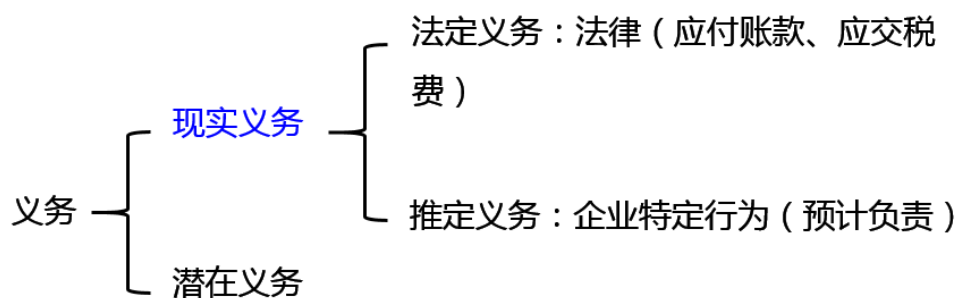 法定义务：法律（应付账款、应交税
费）
现实义务
义务
推定义务：企业特定行为（预计负责）
潜在义务